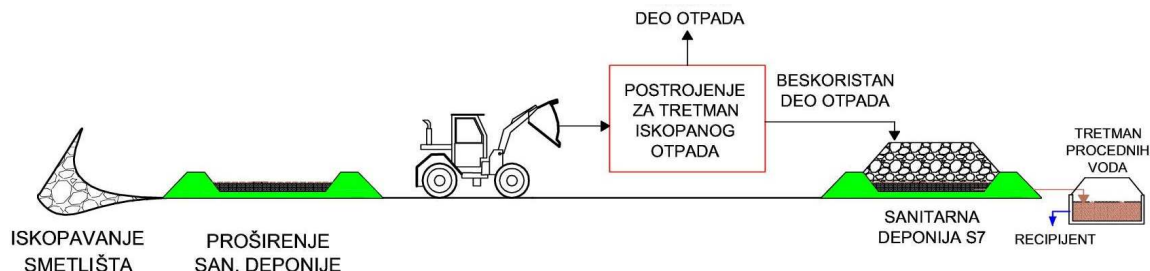 DEO OTPADA
POSTROJENJE
ZA TRETMAN
ISKOPANOG
OTPADA
BESKORISTAN
DEO OTPADA
TRETMAN
PROCEDNIH
VODA
ISKOPAVANJE
SMETLIŠTA
PROŠIRENJE
SAN. DEPONIJE
SANITARNA
DEPONIJA S7
RECIPIJENT